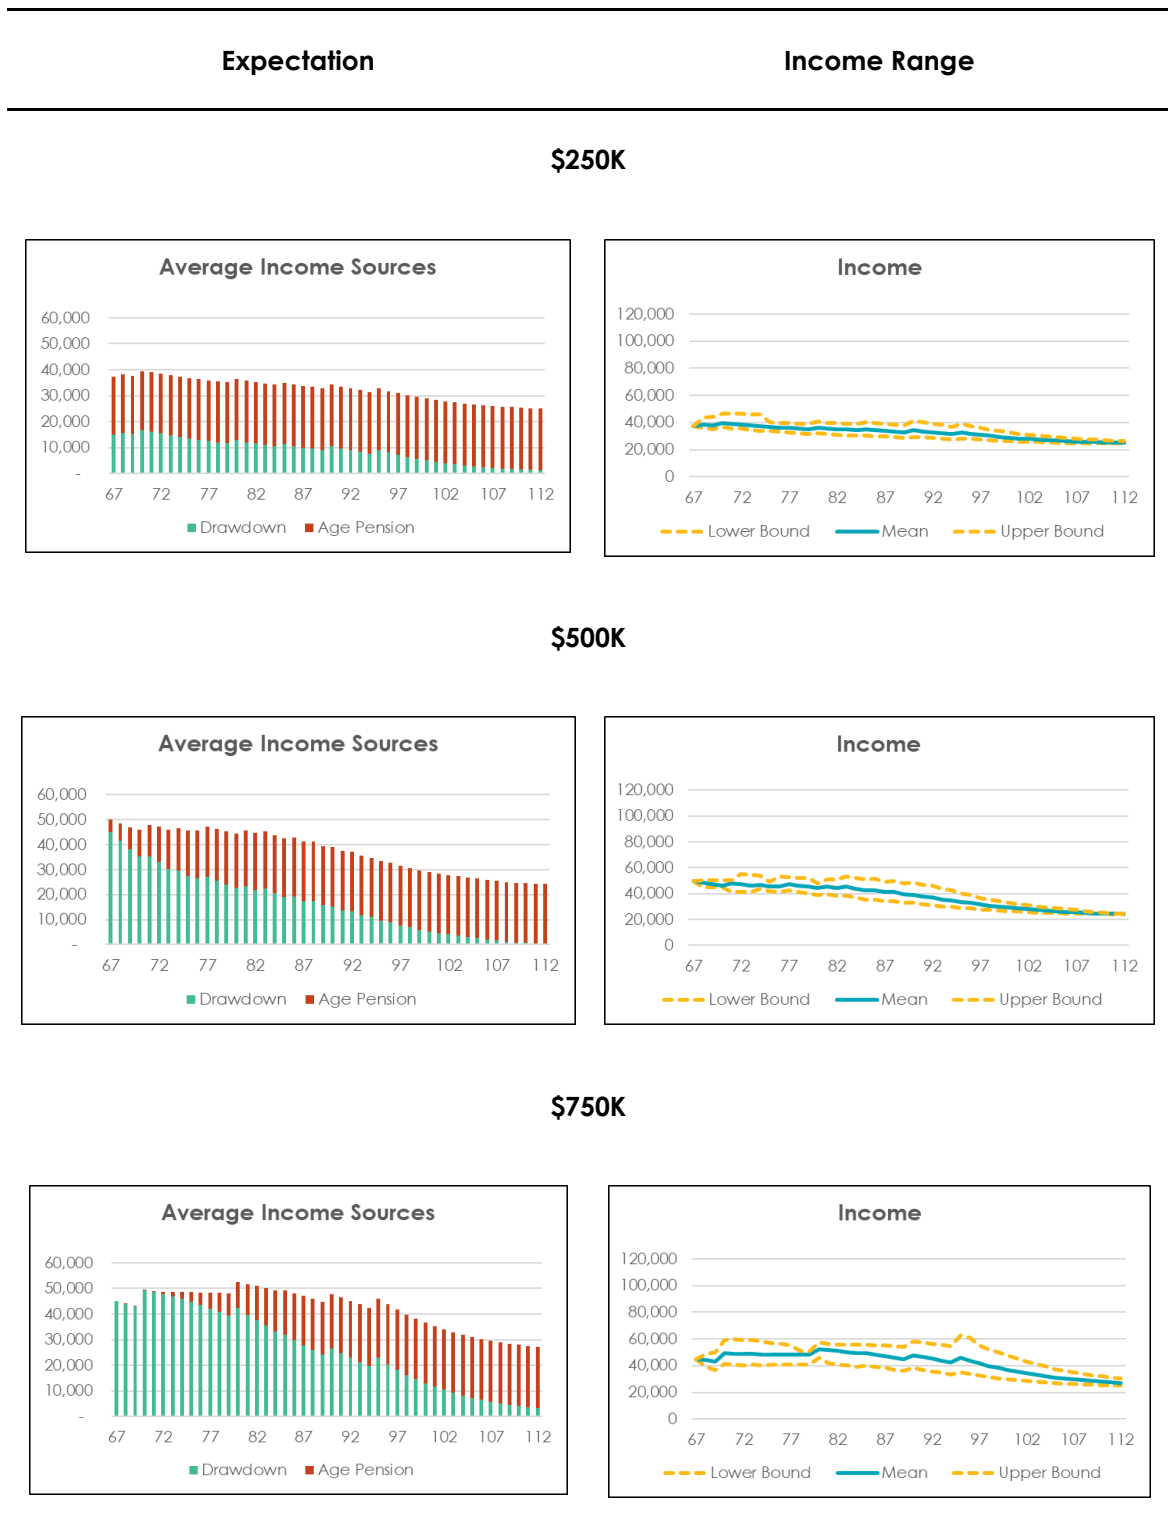 Expectation Income Range
$250K
Average Income Sources
60,000
50,000
40,000
30,000
20,000
10,000
-
67 72 77 82 87 92 97 102 107 112
Drawdown Age Pension
Income
120,000
100,000
80,000
60,000
40,000
20,000
0
67 72 77 82 87 92 97 102 107 112
Lower Bound Mean Upper Bound
$500K
Average Income Sources
60,000
50,000
40,000
30,000
20,000
10,000
-
67 72 77 82 87 92 97 102 107 112
Drawdown Age Pension
Income
120,000
100,000
80,000
60,000
40,000
20,000
0
67 72 77 82 87 92 97 102 107 112
Lower Bound Mean Upper Bound
$750K
Average Income Sources
60,000
50,000
40,000
30,000
20,000
10,000
-
67 72 77 82 87 92 97 102 107 112
Drawdown Age Pension
Income
120,000
100,000
80,000
60,000
40,000
20,000
0
67 72 77 82 87 92 97 102 107 112
Lower Bound Mean Upper Bound